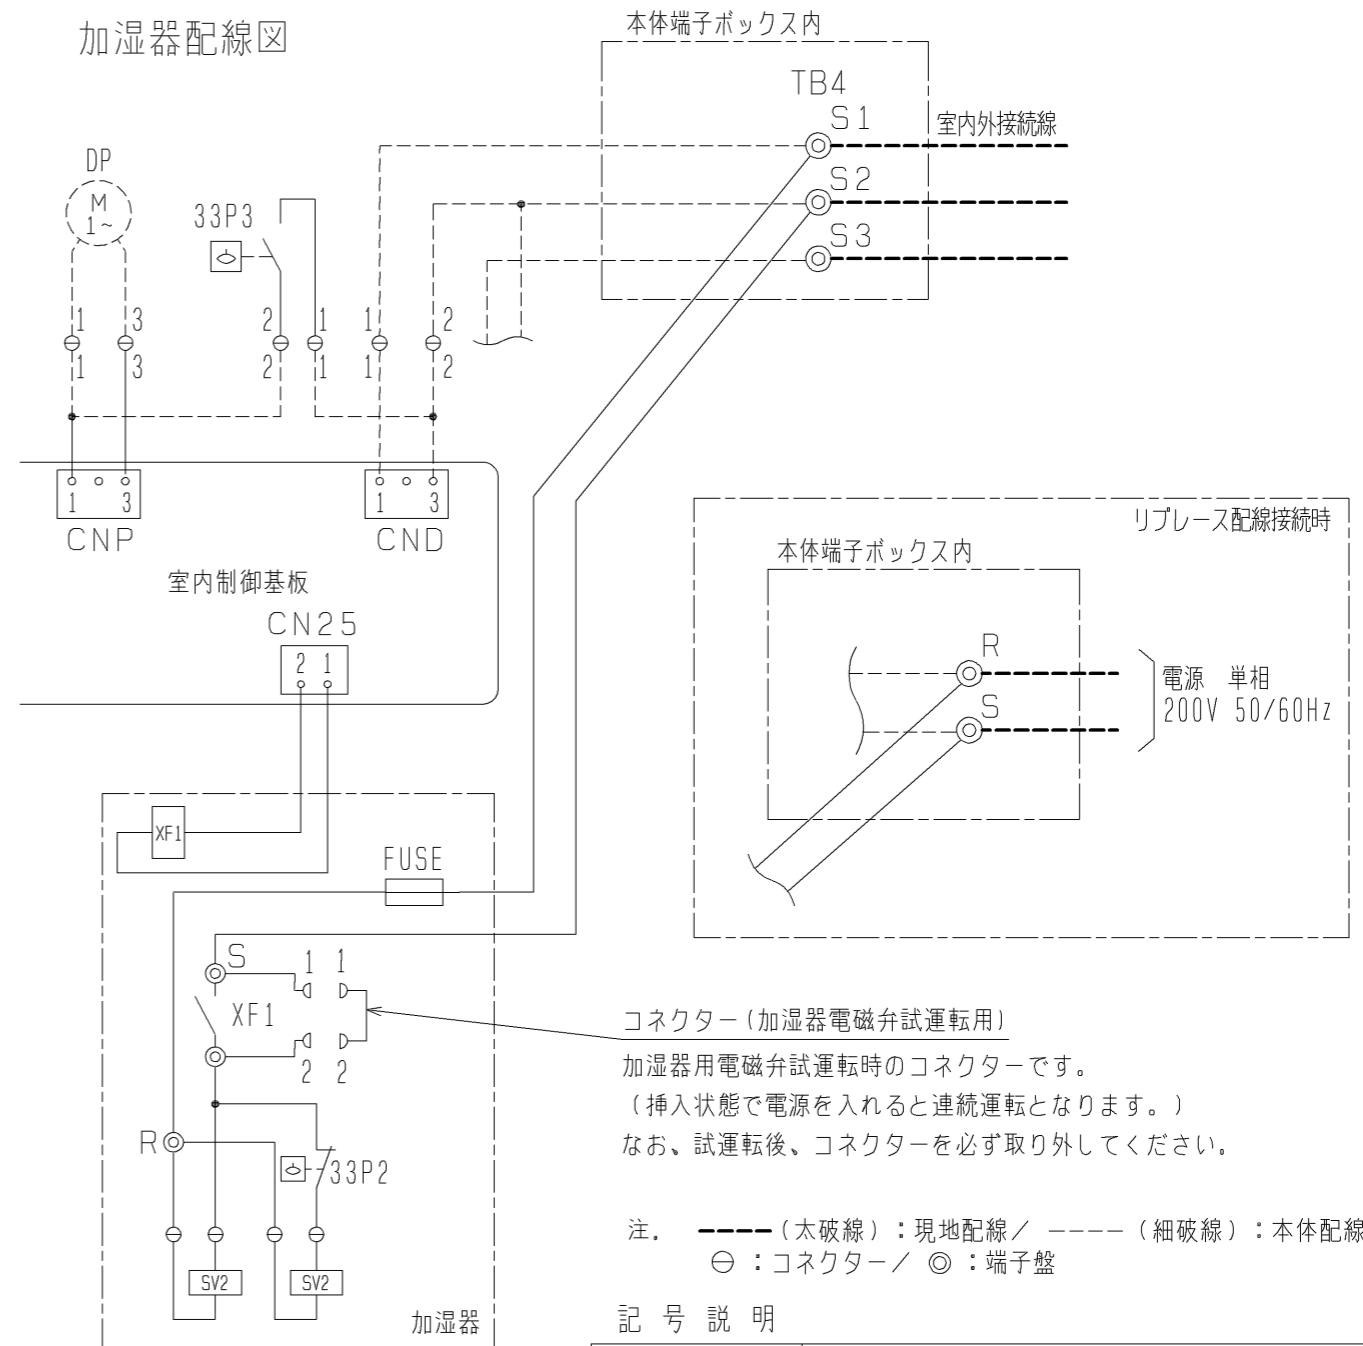 加湿器配線図
本体端子ボックス内
TB4
S1
室内外接続線
S2
S3
DP
M
1~
33P3
1 3 2 1 1 2
1 3 2 1 1 2
1 3
CNP
1 3
CND
室内制御基板
CN25
2 1
リプレース配線接続時
本体端子ボックス内
R
S
電源 単相
200V 50/60Hz
XF1
FUSE
S
1 1
XF1
2 2
コネクター(加湿器電磁弁試運転用)
加湿器用電磁弁試運転時のコネクターです。
(挿入状態で電源を入れると連続運転となります。)
なお、試運転後、コネクターを必ず取り外してください。
R
33P2
SV2
SV2
加湿器
注. (太破線):現地配線/ (細破線):本体配線
⊖:コネクター/ ◎:端子盤
記号説明